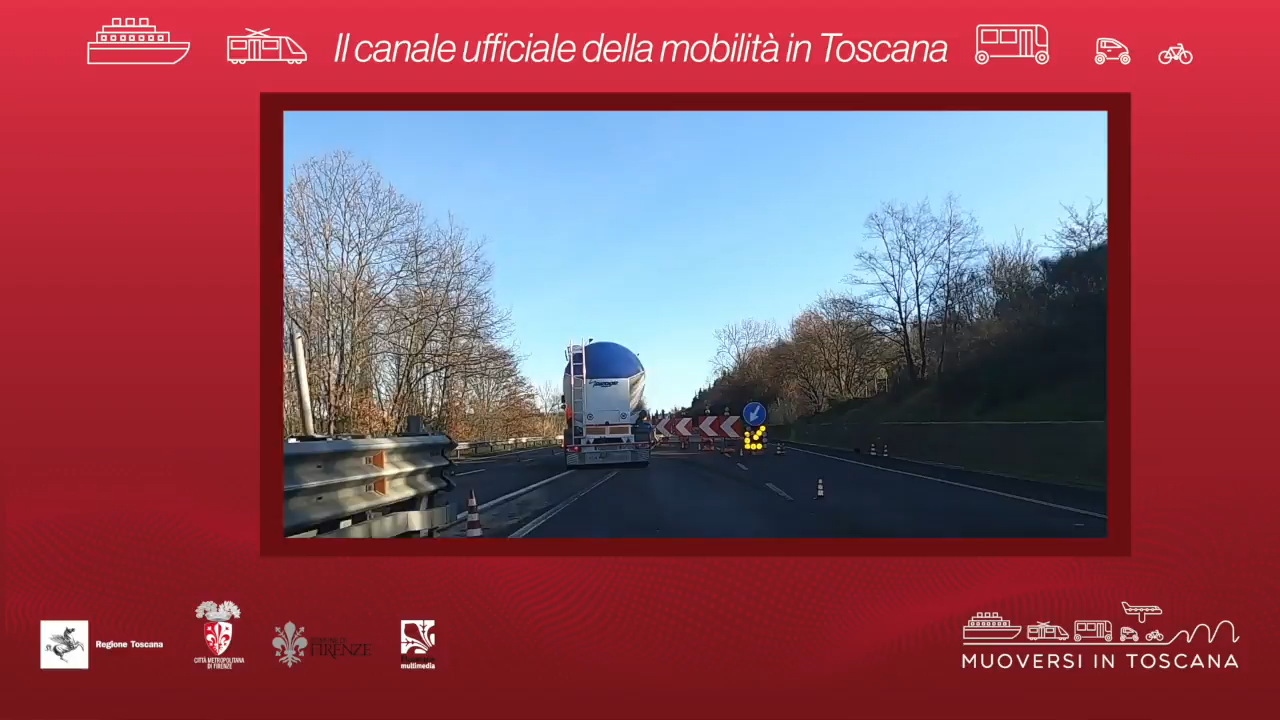 Il canale ufficiale della mobilità in Toscana
Regione Toscana
CITTÀ METROPOLITANA
DI FIRENZE
FIRENZE
multimedia
MUOVERSI IN TOSCANA